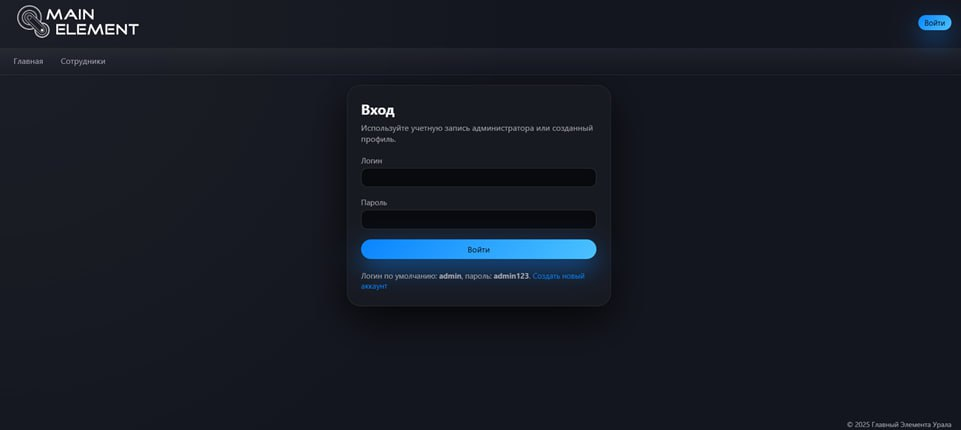 MAIN
ELEMENT
Войти
Главная Сотрудники
Вход
Используйте учетную запись администратора или созданный
профиль.
Логин
Пароль
Войти
Логин по умолчанию: admin, пароль: admin123. Создать новый
аккаунт
© 2025 Главный Элемента Урала